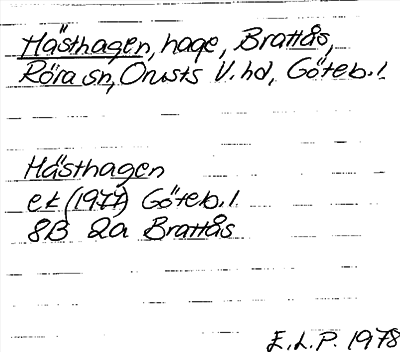 Hästhagen, hage, Brattås,
Röra sn, Orusts V. hd, Göteb. l
Hästhagen
ek (1977) Göteb. l
8B 2a Brattås
E.L.P. 1978